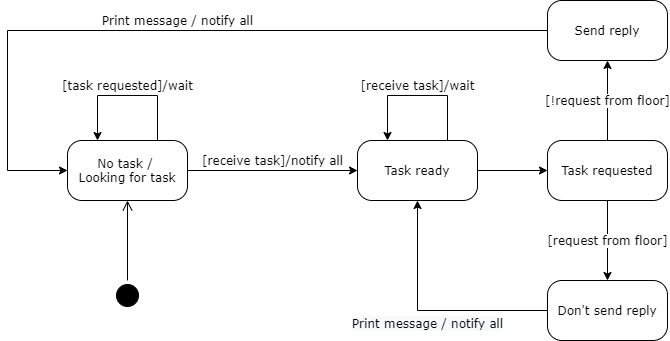 Print message / notify all
Send reply
[task requested]/wait
[receive task]/wait
[!request from floor]
No task /
Looking for task
[receive task]/notify all
Task ready
Task requested
[request from floor]
Don't send reply
Print message / notify all